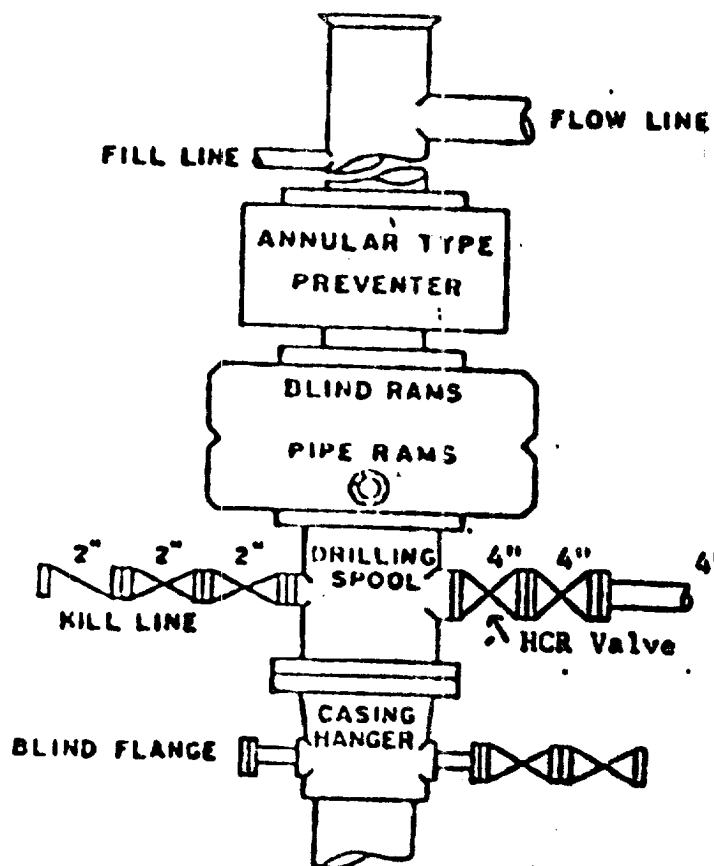 FLOW LINE
FILL LINE
ANNULAR TYPE
PREVENTER
BLIND RAMS
PIPE RAMS
2" 2" 2"
DRILLING
SPOOL
4" 4" 4"
KILL LINE
HCR Valve
CASING
HANGER
BLIND FLANGE